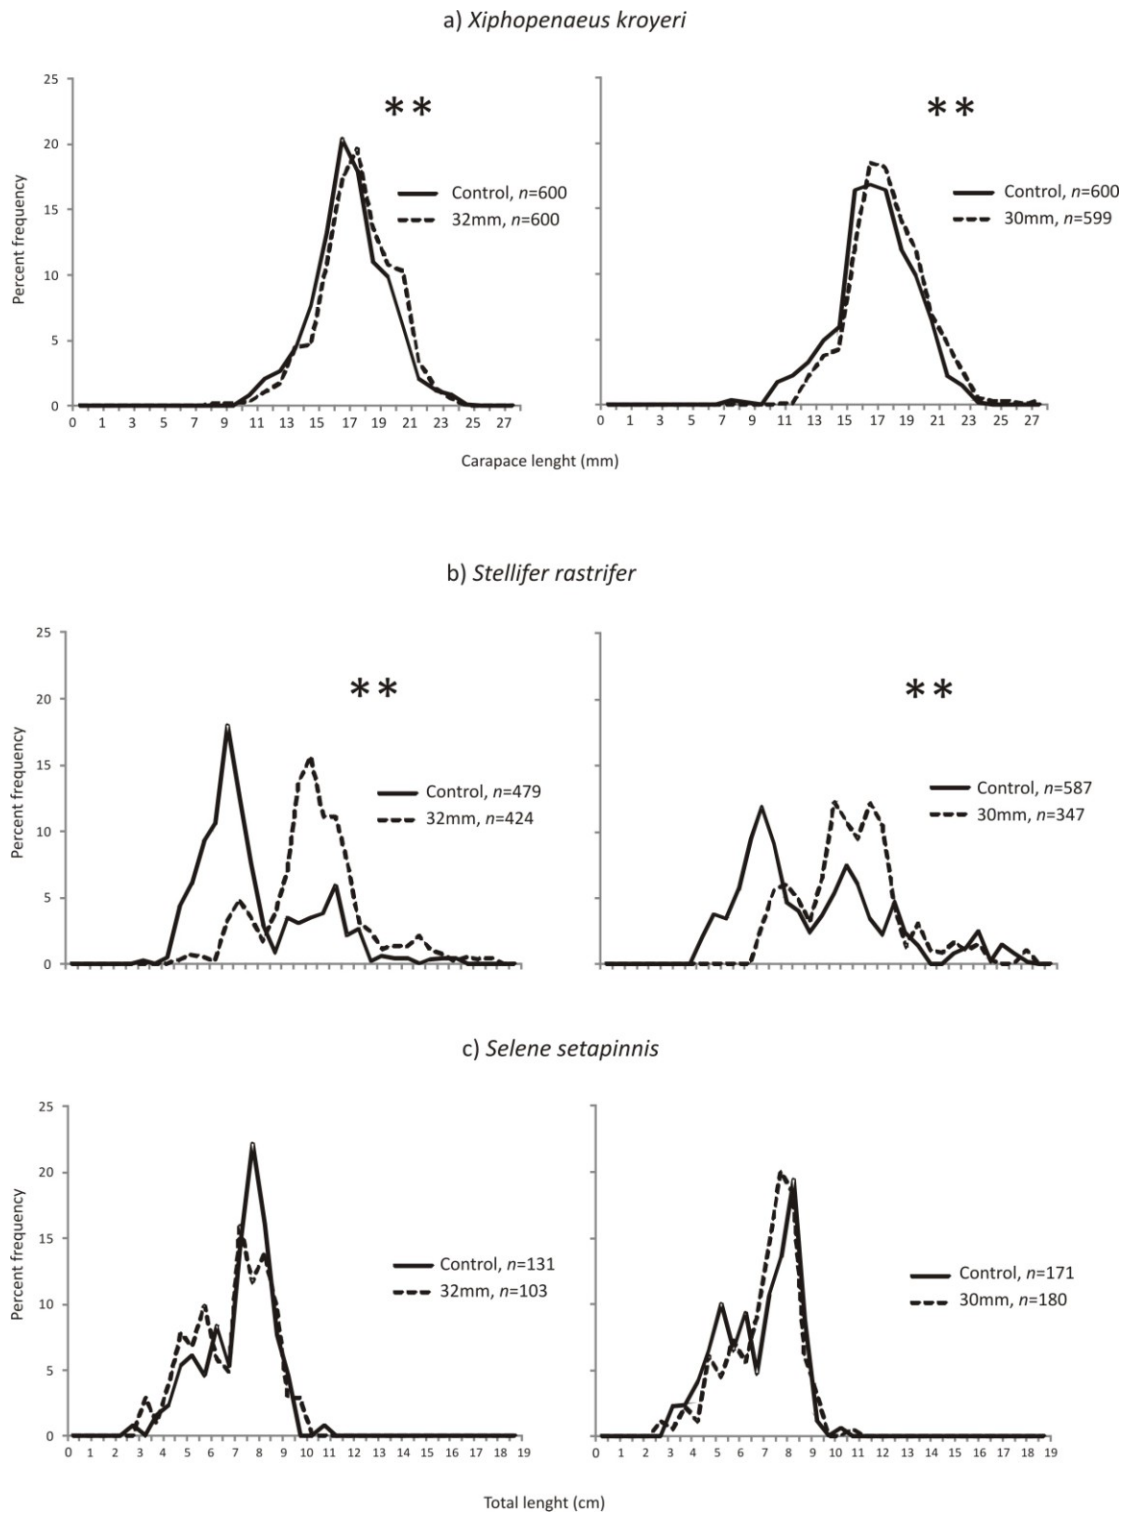 a) Xiphopenaeus kroyeri
25
20
15
10
5
0
Percent frequency
**
Control, n=600
32mm, n=600
0 1 3 5 7 9 11 13 15 17 19 21 23 25 27
**
Control, n=600
30mm, n=599
0 1 3 5 7 9 11 13 15 17 19 21 23 25 27
Carapace lenght (mm)
b) Stellifer rastrifer
25
20
15
10
5
0
Percent frequency
**
Control, n=479
32mm, n=424
**
Control, n=587
30mm, n=347
c) Selene setapinnis
25
20
15
10
5
0
Percent frequency
Control, n=131
32mm, n=103
0 1 2 3 4 5 6 7 8 9 10 11 12 13 14 15 16 17 18 19
Control, n=171
30mm, n=180
0 1 2 3 4 5 6 7 8 9 10 11 12 13 14 15 16 17 18 19
Total lenght (cm)